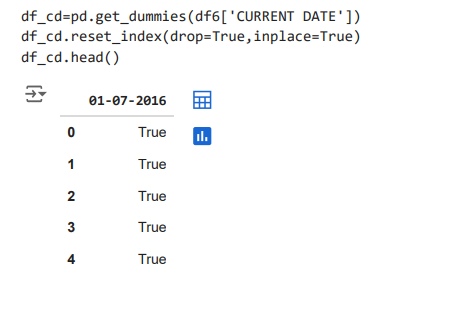 df_cd=pd.get_dummies(df6['CURRENT DATE'])
df_cd.reset_index(drop=True,inplace=True)
df_cd.head()
01-07-2016
0 True
1 True
2 True
3 True
4 True